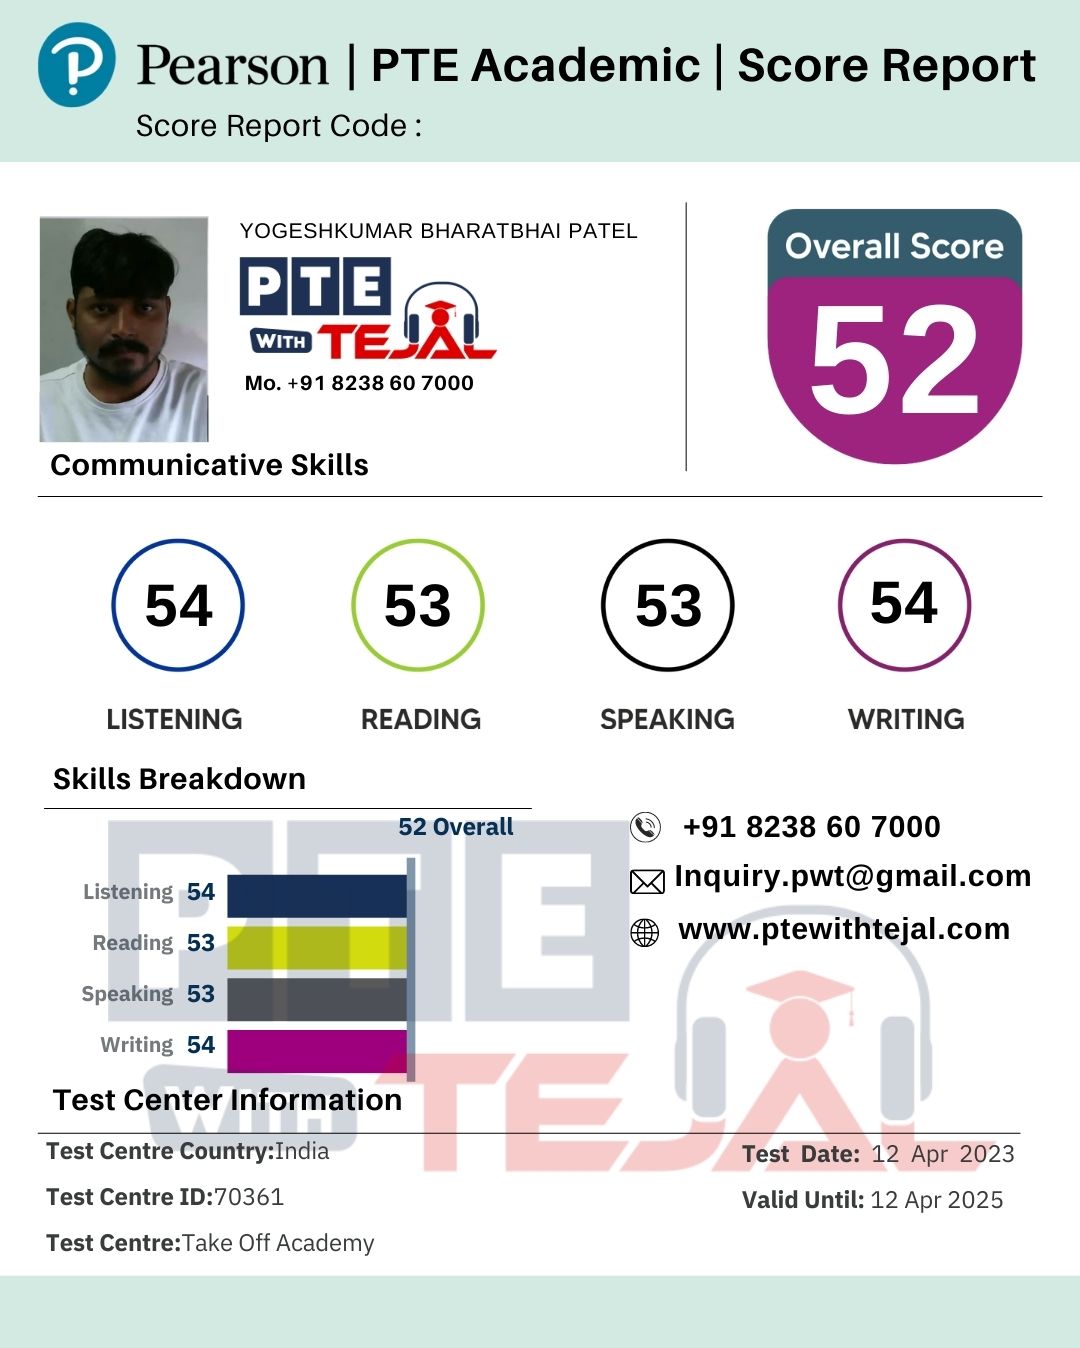 Pearson | PTE Academic | Score Report
Score Report Code :
YOGESHKUMAR BHARATBHAI PATEL
PTE
WITH TEJAL
Mo. +91 8238 60 7000
Overall Score
52
Communicative Skills
54 53 53 54
LISTENING READING SPEAKING WRITING
Skills Breakdown
52 Overall
Listening 54
Reading 53
Speaking 53
Writing 54
+91 8238 60 7000
Inquiry.pwt@gmail.com
www.ptewithtejal.com
PTE
WITH TEJAL
Test Center Information
Test Centre Country:India
Test Centre ID:70361
Test Centre:Take Off Academy
Test Date: 12 Apr 2023
Valid Until: 12 Apr 2025